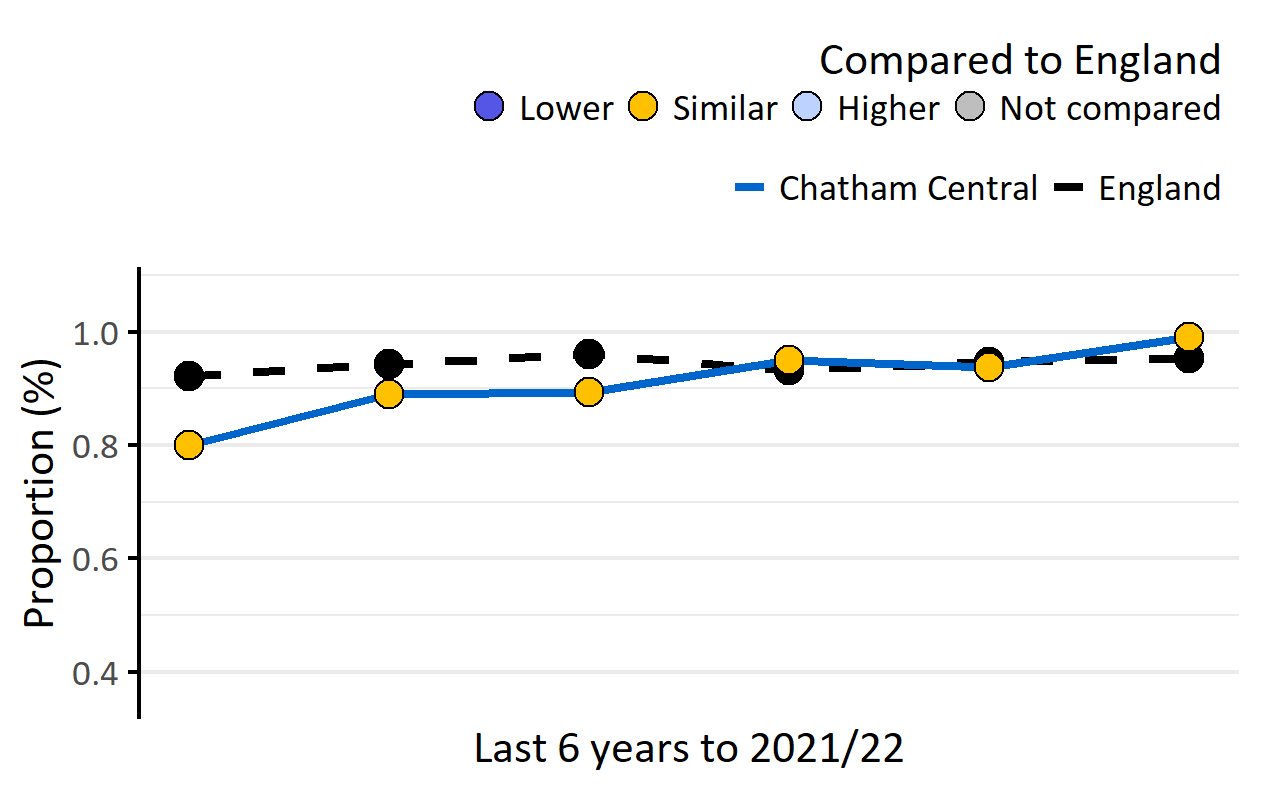 Compared to England
Lower Similar Higher Not compared
Chatham Central England
Proportion (%)
1.0
0.8
0.6
0.4
Last 6 years to 2021/22